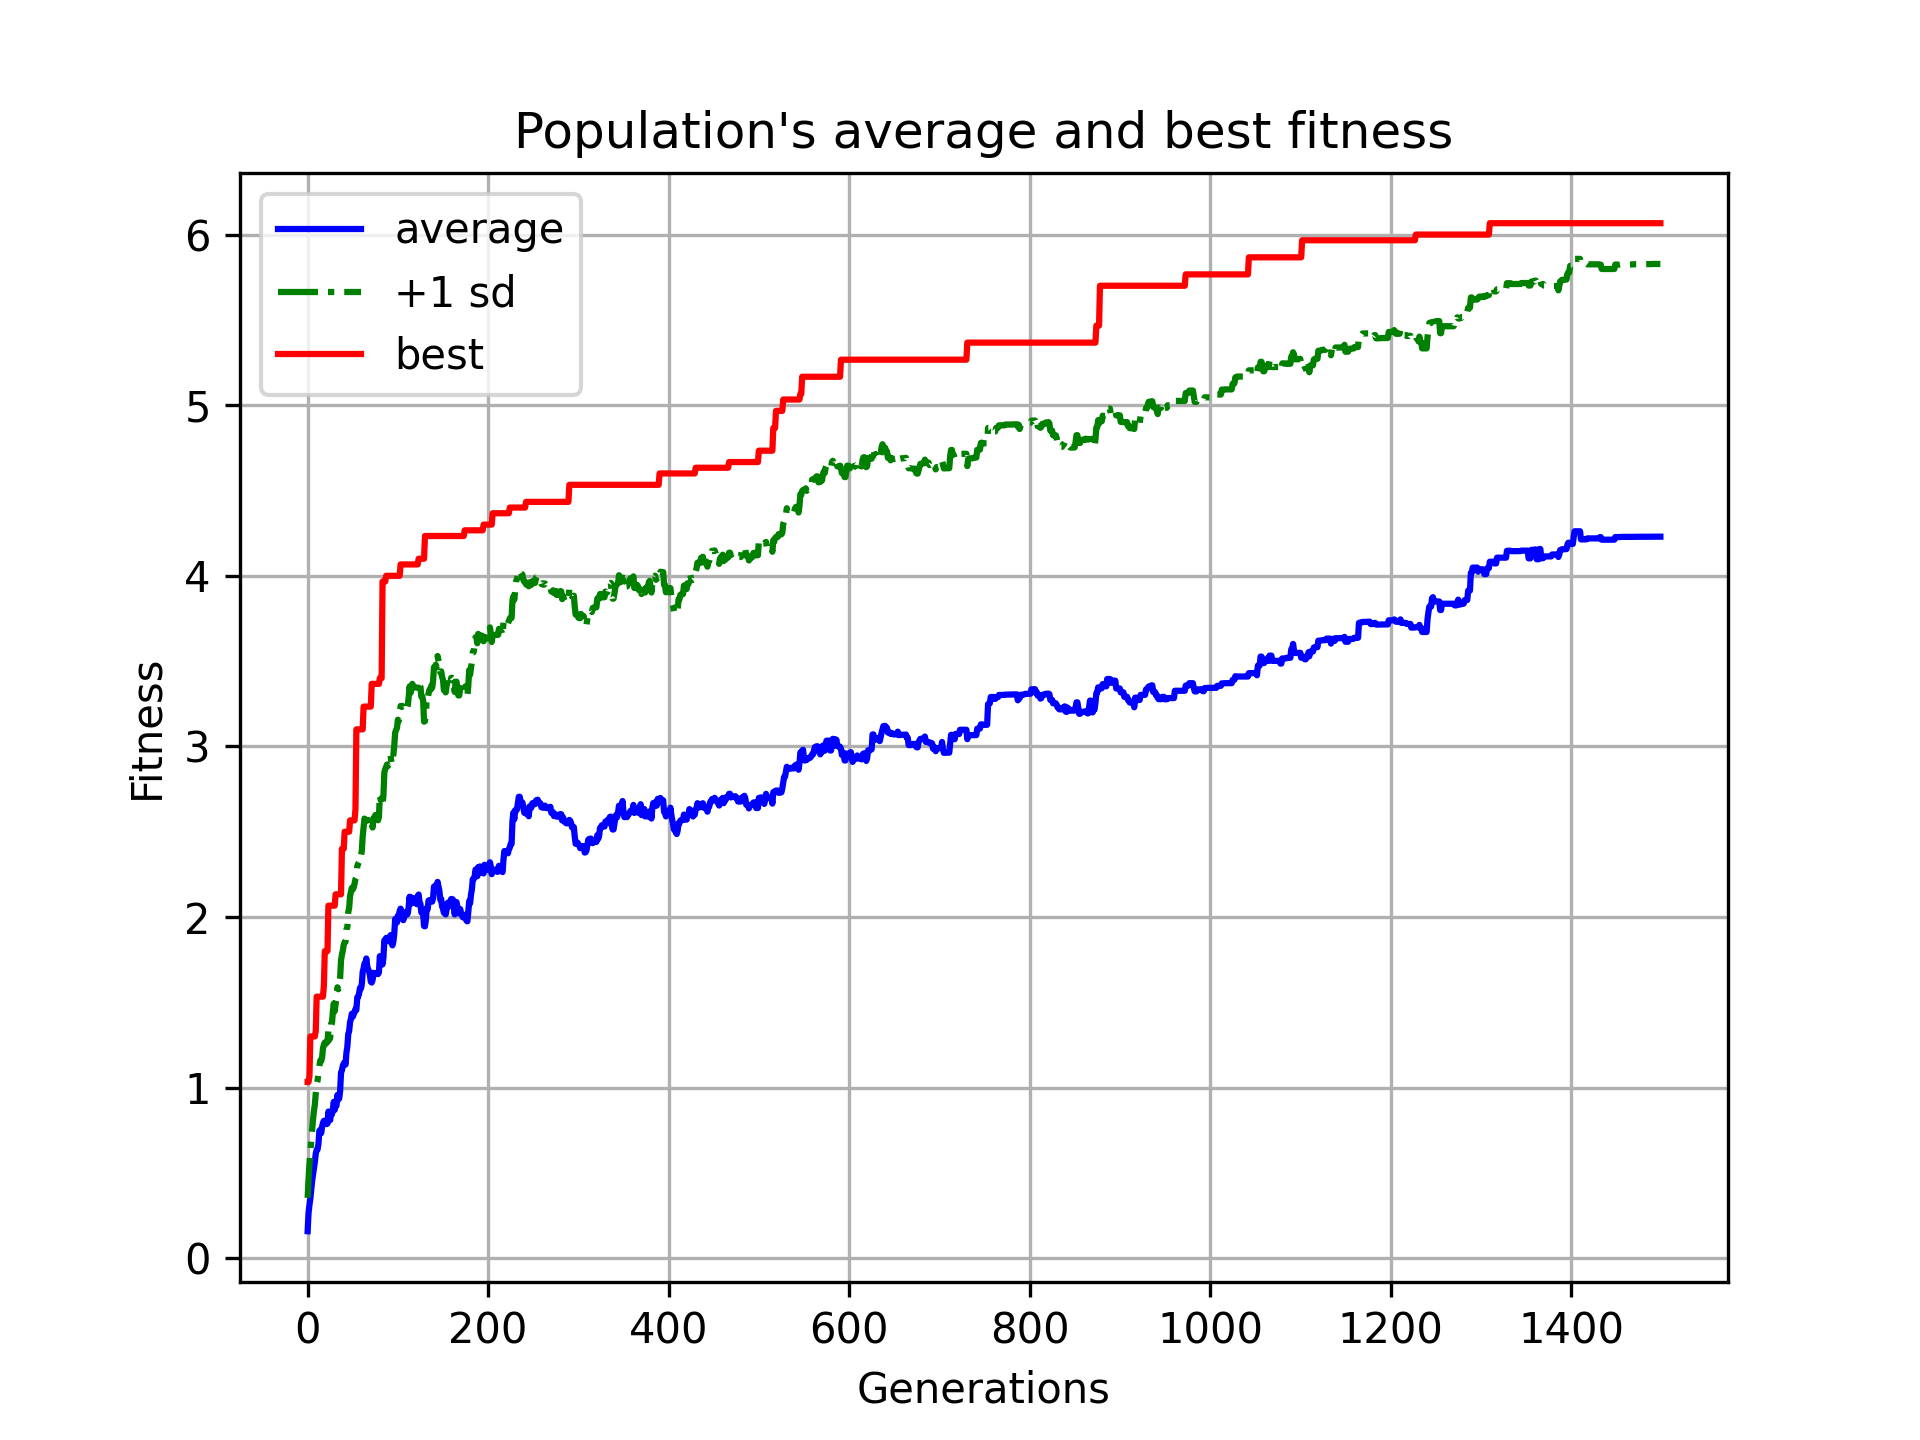 Population's average and best fitness
average
+1 sd
best
Fitness
6
5
4
3
2
1
0
0 200 400 600 800 1000 1200 1400
Generations